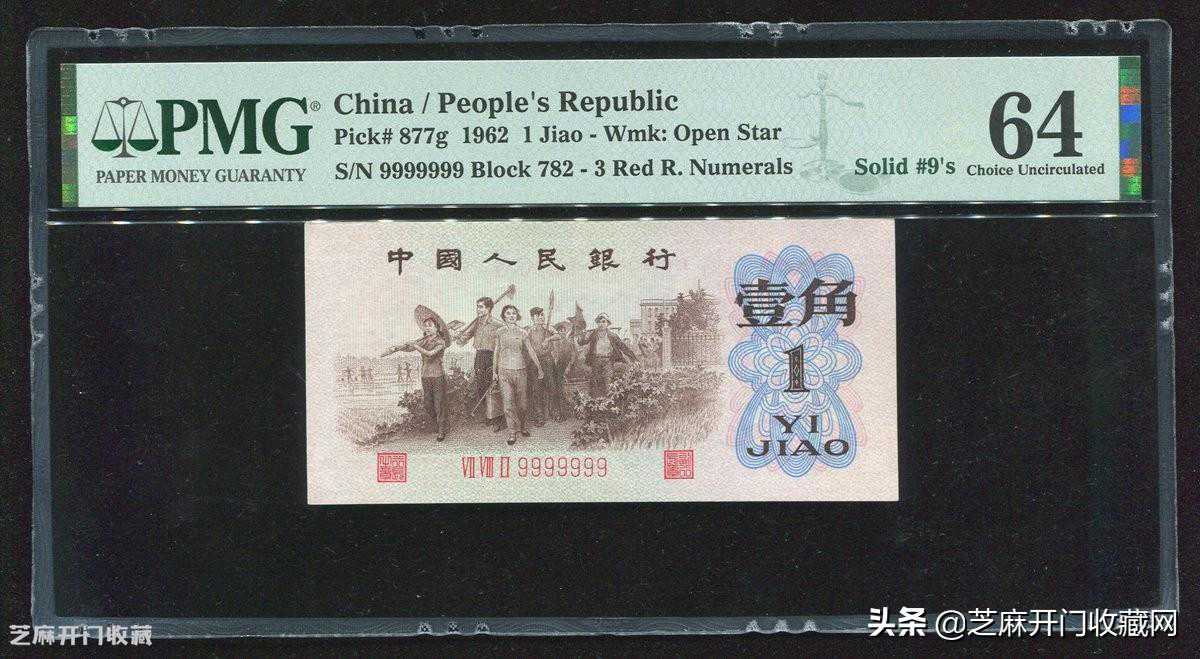 PMG®
PAPER MONEY GUARANTY
China / People's Republic
Pick# 877g 1962 1 Jiao - Wmk: Open Star
S/N 9999999 Block 782 - 3 Red R. Numerals
Solid #9's
64
Choice Uncirculated
中國人民銀行
壹角
1
YI
JIAO
VII VIII II 9999999
芝麻开门收藏
头条 @芝麻开门收藏网